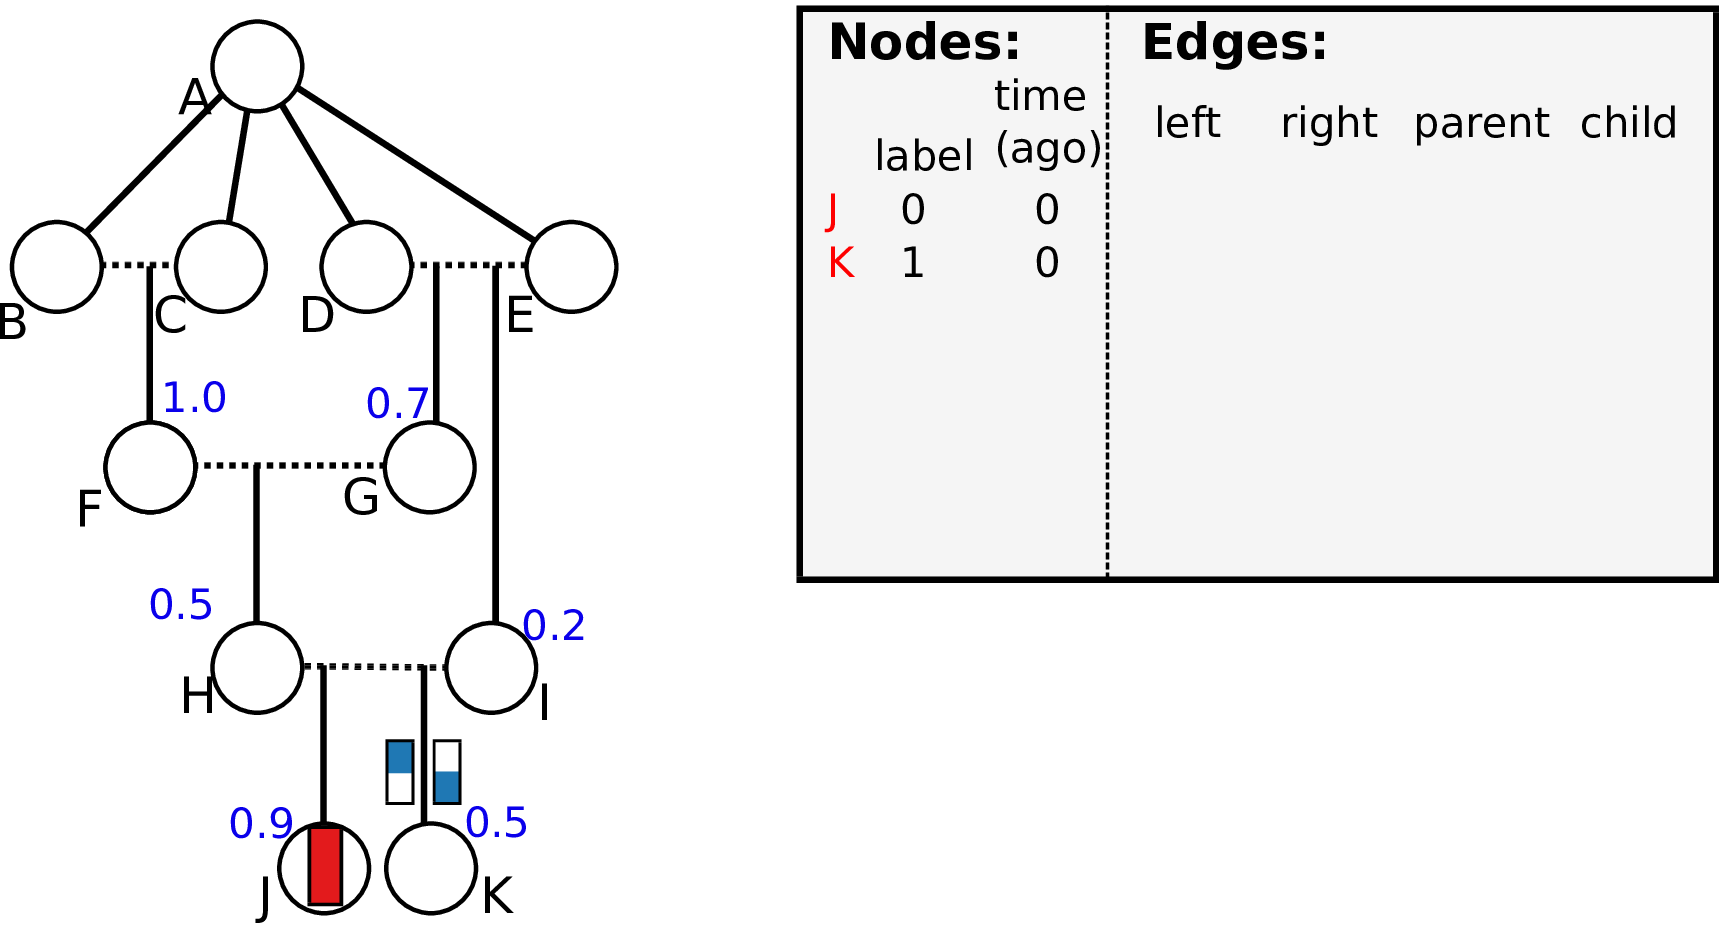 A
B
C
D
E
1.0
0.7
F
G
0.5
0.2
H
I
0.9
0.5
J
K
Nodes:
Edges:
time
label
(ago)
left right parent child
J 0 0
K 1 0